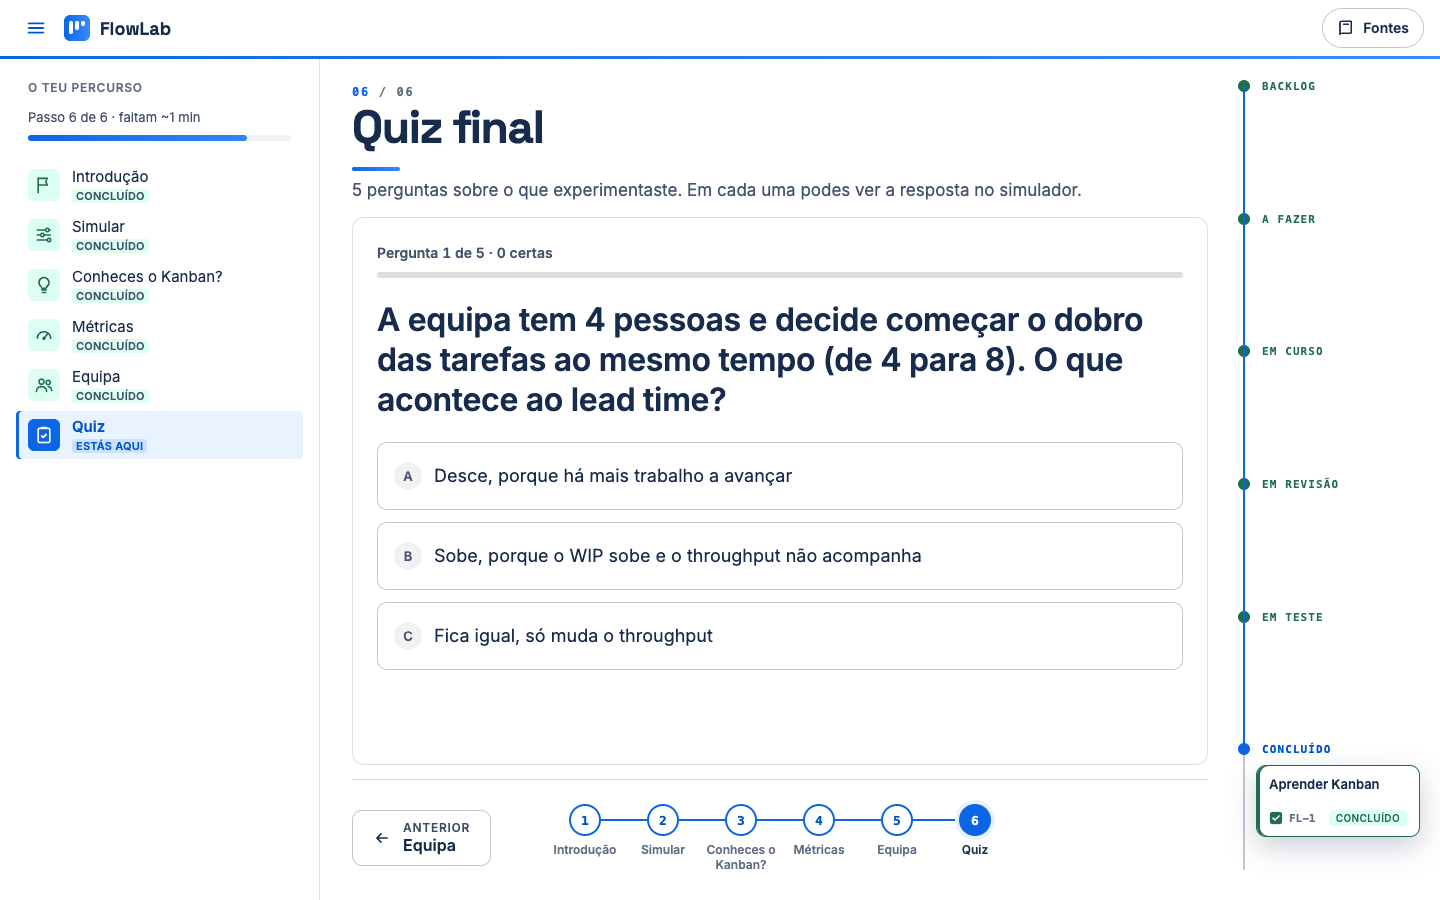 FlowLab
Fontes
O TEU PERCURSO
Passo 6 de 6 · faltam ~1 min
Introdução
CONCLUÍDO
Simular
CONCLUÍDO
Conheces o Kanban?
CONCLUÍDO
Métricas
CONCLUÍDO
Equipa
CONCLUÍDO
Quiz
ESTÁS AQUI
06 / 06
Quiz final
5 perguntas sobre o que experimentaste. Em cada uma podes ver a resposta no simulador.
Pergunta 1 de 5 · 0 certas
A equipa tem 4 pessoas e decide começar o dobro
das tarefas ao mesmo tempo (de 4 para 8). O que
acontece ao lead time?
A Desce, porque há mais trabalho a avançar
B Sobe, porque o WIP sobe e o throughput não acompanha
C Fica igual, só muda o throughput
ANTERIOR
Equipa
1 2 3 4 5 6
Introdução Simular Conheces o Kanban? Métricas Equipa Quiz
BACKLOG
A FAZER
EM CURSO
EM REVISÃO
EM TESTE
CONCLUÍDO
Aprender Kanban
FL-1 CONCLUÍDO